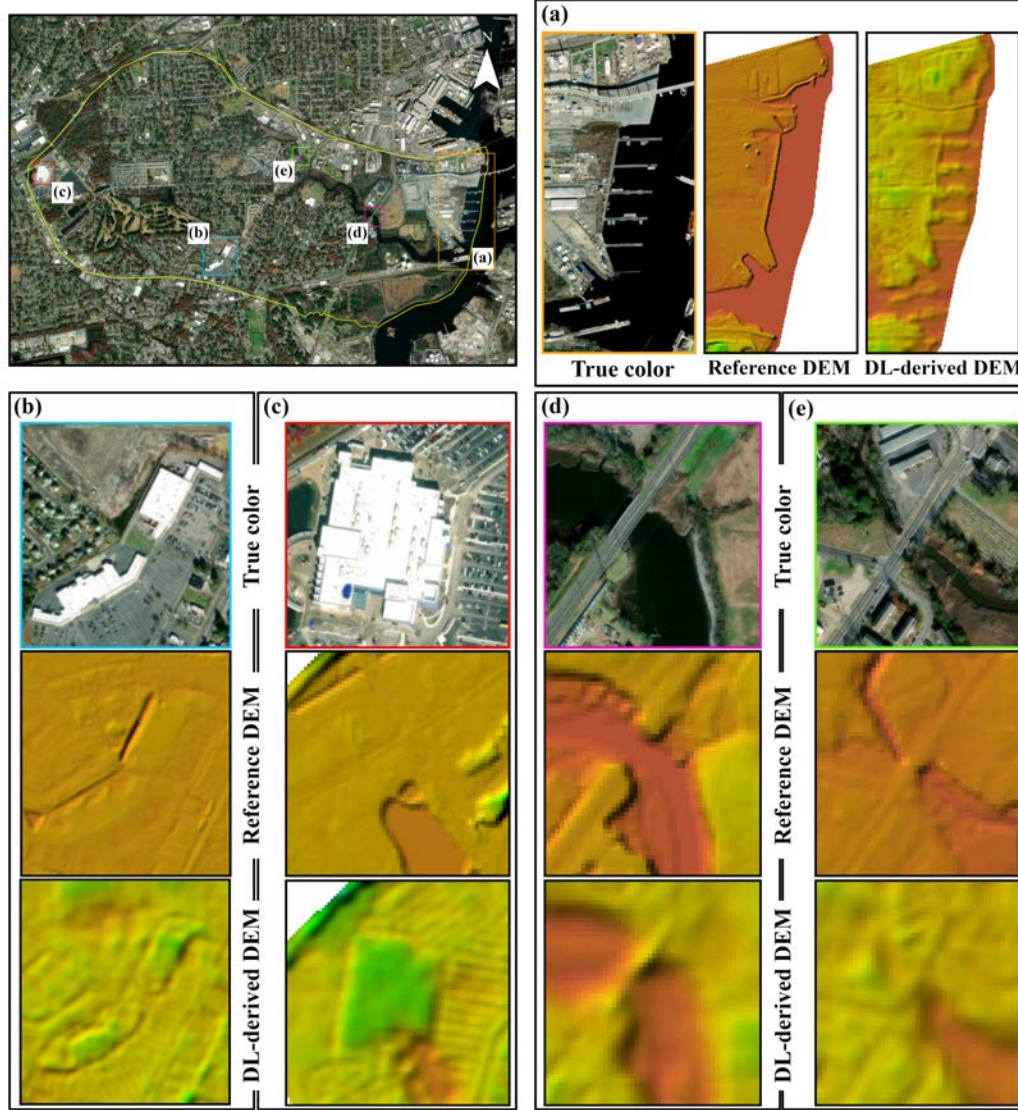 N
(e)
(c)
(b)
(d)
(a)
(a)
True color
Reference DEM
DL-derived DEM
(b)
(c)
True color
Reference DEM
DL-derived DEM
(d)
(e)
True color
Reference DEM
DL-derived DEM